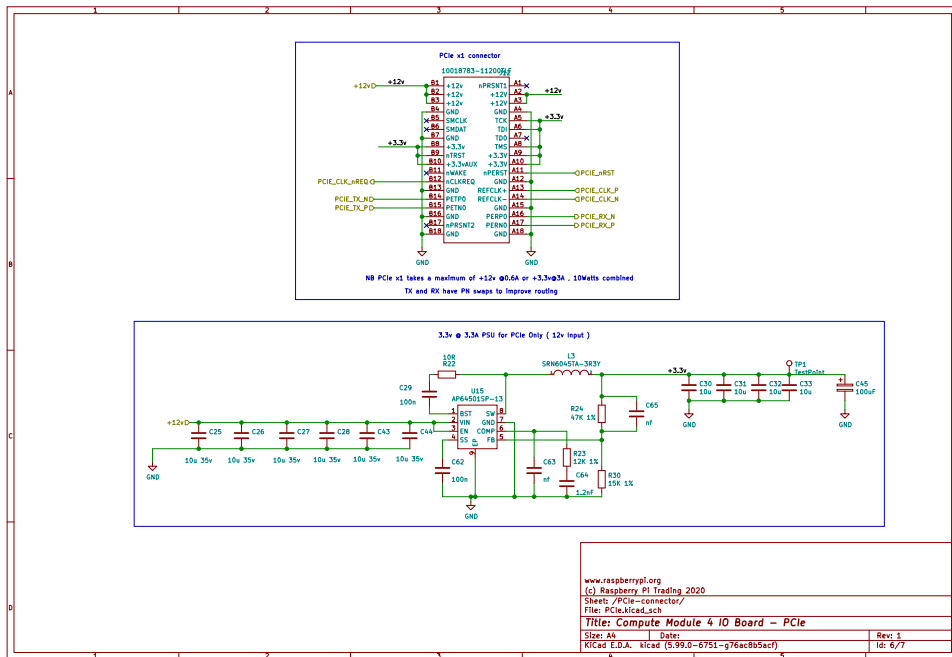 1 2 3 4 5
A
B
C
D
PCIe x1 connector
10018783-11200TLF
+12v
+12v
+3.3v
PCIE_CLK_nREQ
PCIE_TX_N
PCIE_TX_P
B1 +12v
B2 +12v
B3 +12v
B4 GND
B5 SMCLK
B6 SMDAT
B7 GND
B8 +3.3v
B9 nTRST
B10 +3.3vAUX
B11 nWAKE
B12 nCLKREQ
B13 GND
B14 PETP0
B15 PETN0
B16 GND
B17 nPRSNT2
B18 GND
nPRSNT1 A1
+12V A2
+12V A3
GND A4
TCK A5
TDI A6
TDO A7
TMS A8
+3.3V A9
+3.3V A10
nPERST A11
GND A12
REFCLK+ A13
REFCLK- A14
GND A15
PERP0 A16
PERN0 A17
GND A18
+12v
+3.3v
PCIE_nRST
PCIE_CLK_P
PCIE_CLK_N
PCIE_RX_N
PCIE_RX_P
GND
GND
NB PCIe x1 takes a maximum of +12v @0.6A or +3.3v@3A , 10Watts combined
TX and RX have PN swaps to improve routing
3.3v @ 3.3A PSU for PCIe Only ( 12v Input )
10R
R22
L3
SRN6045TA-3R3Y
C29
100n
U15
AP64501SP-13
1 BST
2 VIN
3 EN
4 SS
SW 8
GND 7
COMP 6
FB 5
EP
9
+12v
C25
C26
C27
C28
C43
C44
10u 35v
10u 35v
10u 35v
10u 35v
10u 35v
10u 35v
GND
C62
100n
GND
C63
nf
R23
12K 1%
C64
1.2nF
R24
47K 1%
C65
nf
R30
15K 1%
+3.3v
TP1
TestPoint
C30
10u
C31
10u
C32
10u
C33
10u
C45
100uF
GND
GND
www.raspberrypi.org
(c) Raspberry Pi Trading 2020
Sheet: /PCIe-connector/
File: PCIe.kicad_sch
Title: Compute Module 4 IO Board - PCIe
Size: A4 Date: Rev: 1
KiCad E.D.A. kicad (5.99.0-6751-g76ac8b5acf) Id: 6/7
1 2 3 4 5